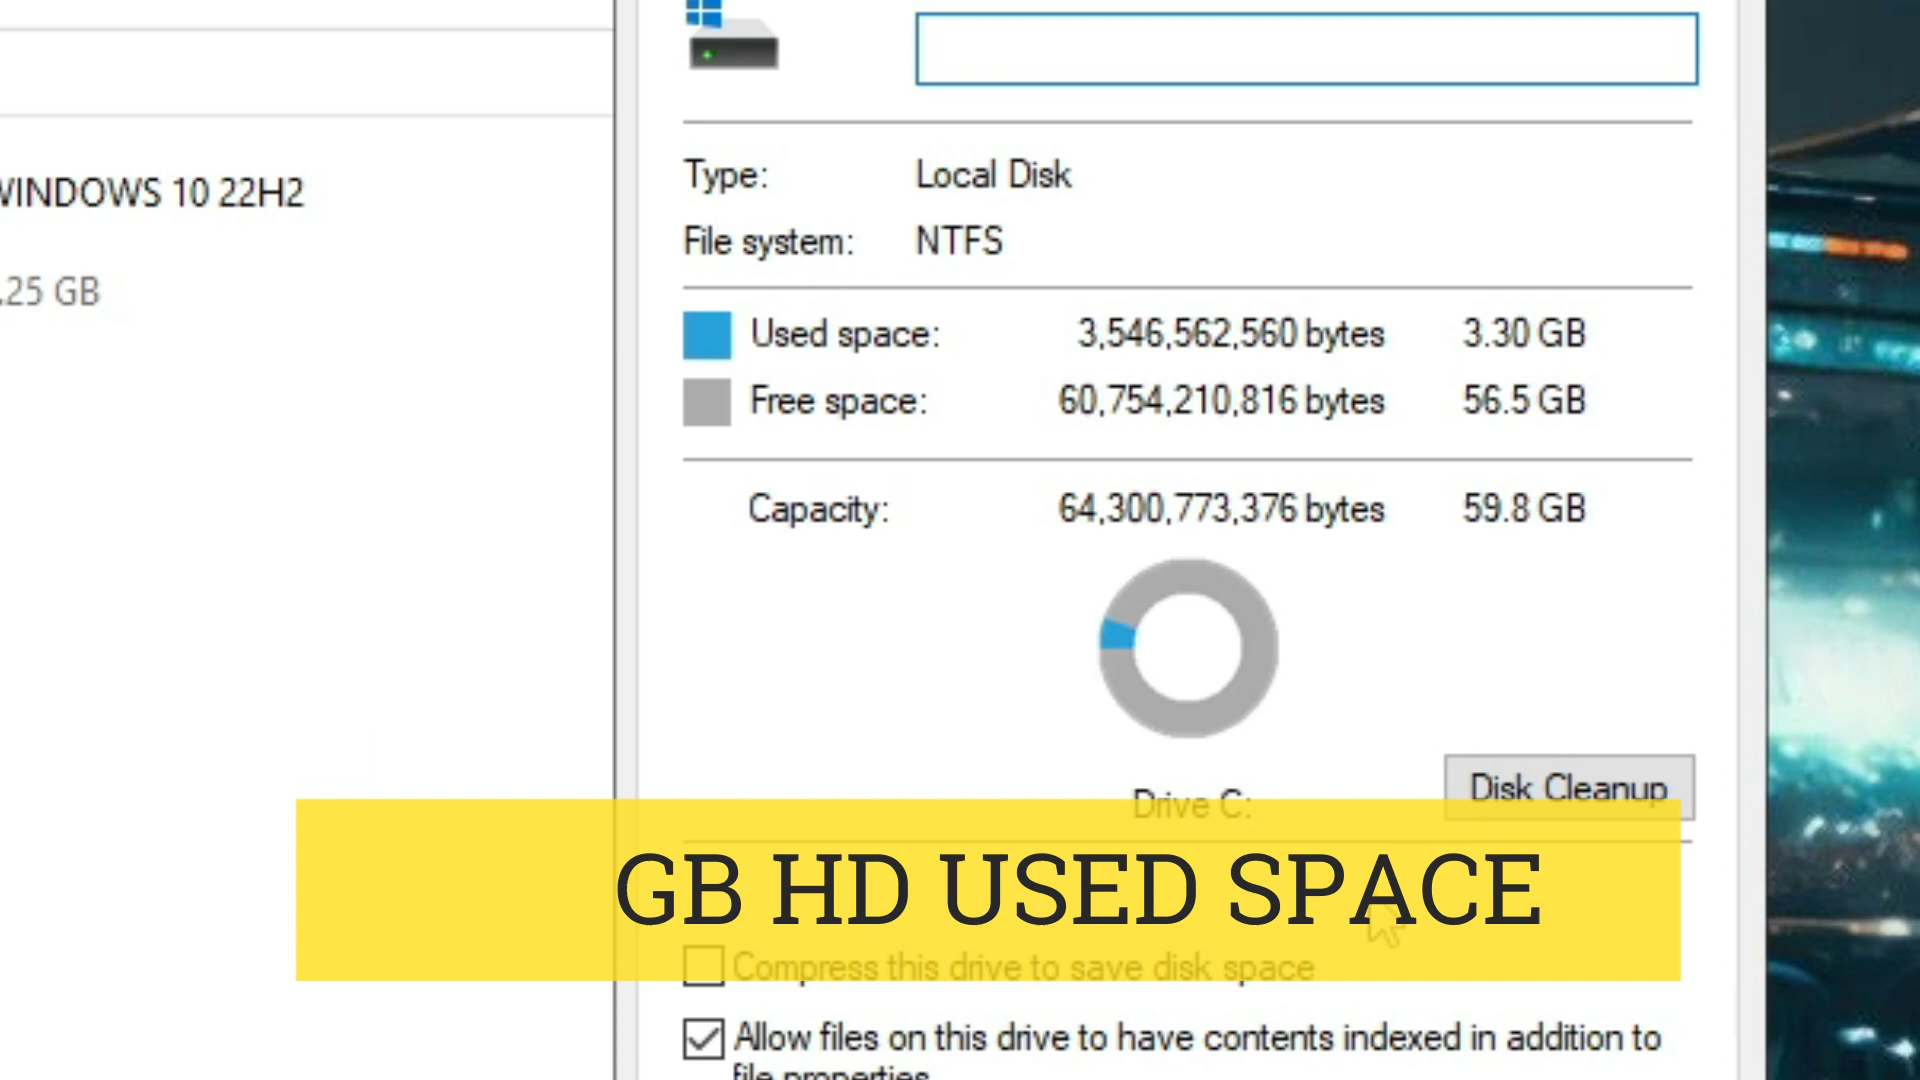 WINDOWS 10 22H2
.25 GB
Type: Local Disk
File system: NTFS
Used space: 3,546,562,560 bytes 3.30 GB
Free space: 60,754,210,816 bytes 56.5 GB
Capacity: 64,300,773,376 bytes 59.8 GB
Drive C:
Disk Cleanup
GB HD USED SPACE
Compress this drive to save disk space
Allow files on this drive to have contents indexed in addition to
file properties